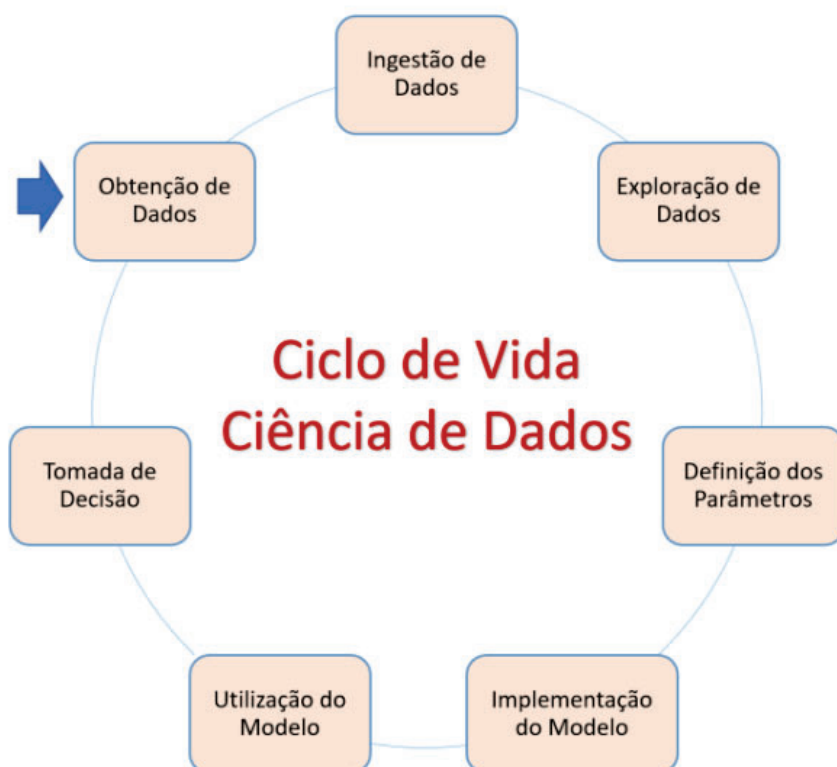 Ingestão de
Dados
Obtenção de
Dados
Exploração de
Dados
Ciclo de Vida
Ciência de Dados
Tomada de
Decisão
Definição dos
Parâmetros
Utilização do
Modelo
Implementação
do Modelo